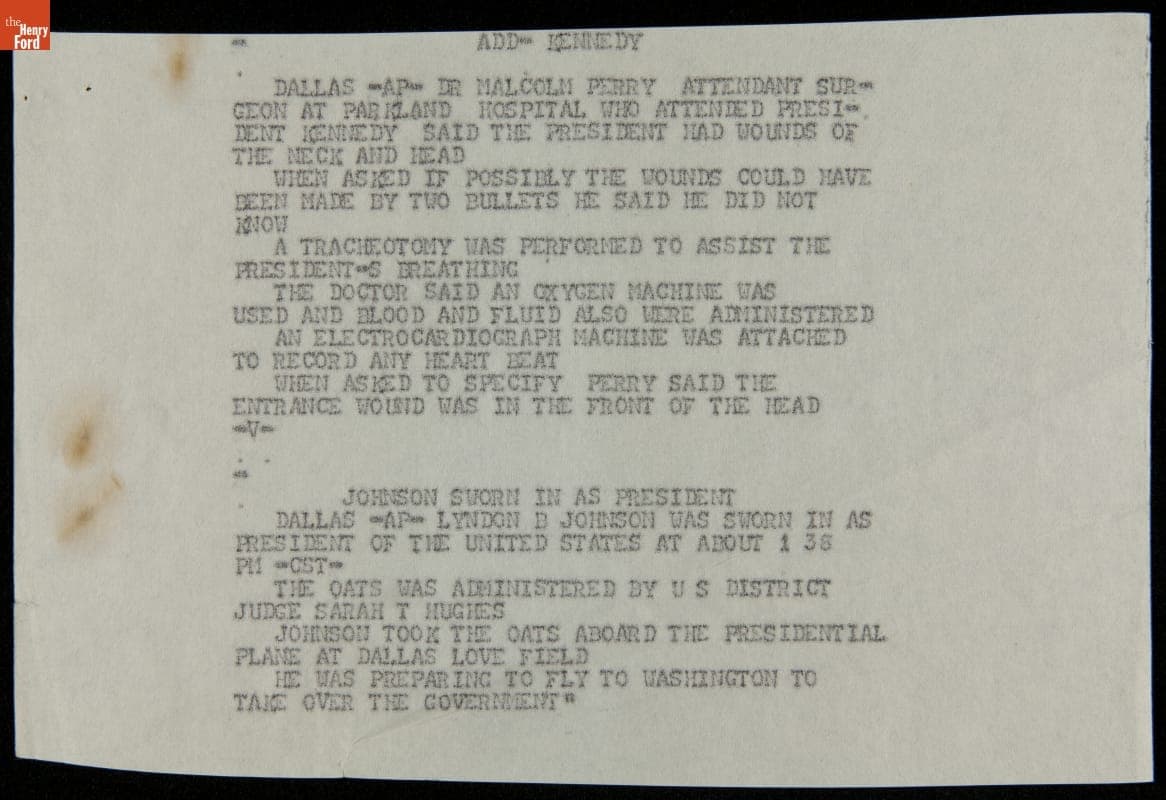 the
Henry
Ford
- ADD- KENNEDY
DALLAS -AP- DR MALCOLM PERRY ATTENDANT SUR-
GEON AT PARKLAND HOSPITAL WHO ATTENDED PRESI-
DENT KENNEDY SAID THE PRESIDENT HAD WOUNDS OF
THE NECK AND HEAD
WHEN ASKED IF POSSIBLY THE WOUNDS COULD HAVE
BEEN MADE BY TWO BULLETS HE SAID HE DID NOT
KNOW
A TRACHEOTOMY WAS PERFORMED TO ASSIST THE
PRESIDENT-S BREATHING
THE DOCTOR SAID AN OXYGEN MACHINE WAS
USED AND BLOOD AND FLUID ALSO WERE ADMINISTERED
AN ELECTROCARDIOGRAPH MACHINE WAS ATTACHED
TO RECORD ANY HEART BEAT
WHEN ASKED TO SPECIFY PERRY SAID THE
ENTRANCE WOUND WAS IN THE FRONT OF THE HEAD
-V-
-
JOHNSON SWORN IN AS PRESIDENT
DALLAS -AP- LYNDON B JOHNSON WAS SWORN IN AS
PRESIDENT OF THE UNITED STATES AT ABOUT 1 38
PM -CST-
THE OATS WAS ADMINISTERED BY U S DISTRICT
JUDGE SARAH T HUGHES
JOHNSON TOOK THE OATS ABOARD THE PRESIDENTIAL
PLANE AT DALLAS LOVE FIELD
HE WAS PREPARING TO FLY TO WASHINGTON TO
TAKE OVER THE GOVERNMENT"